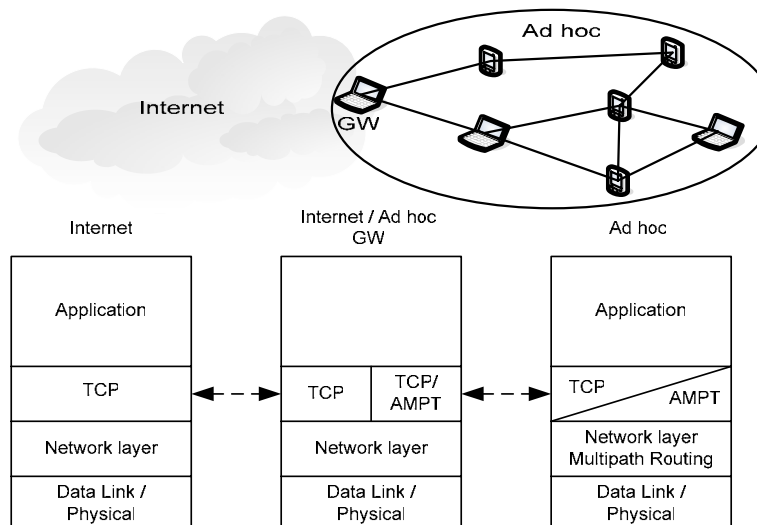 Ad hoc
Internet
GW
Internet
Internet / Ad hoc
GW
Ad hoc
Application
Application
TCP
TCP
TCP/
AMPT
TCP
AMPT
Network layer
Network layer
Network layer
Multipath Routing
Data Link /
Physical
Data Link /
Physical
Data Link /
Physical